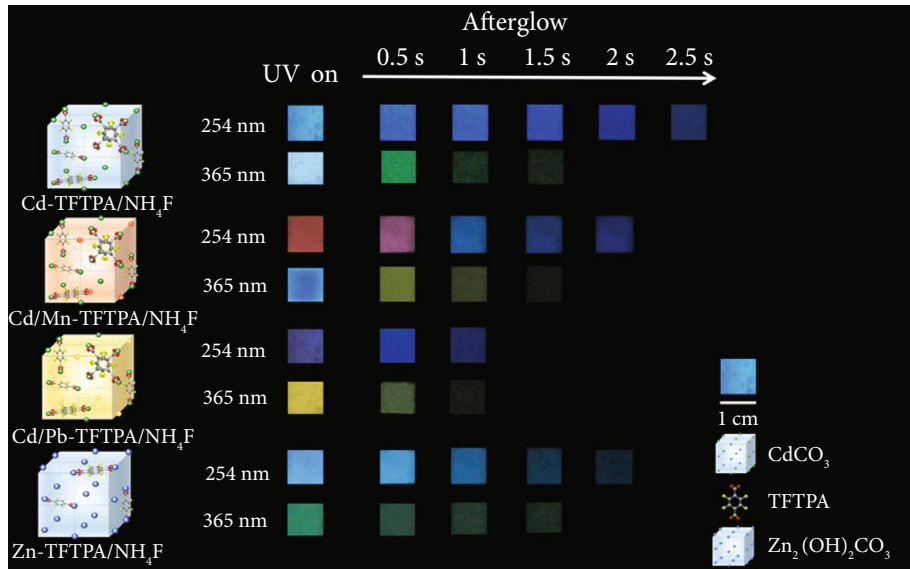 Afterglow
UV on 0.5 s 1 s 1.5 s 2 s 2.5 s
254 nm
365 nm
Cd-TFTPA/NH₄F
254 nm
365 nm
Cd/Mn-TFTPA/NH₄F
254 nm
365 nm
Cd/Pb-TFTPA/NH₄F
254 nm
365 nm
Zn-TFTPA/NH₄F
1 cm
CdCO₃
TFTPA
Zn₂(OH)₂CO₃